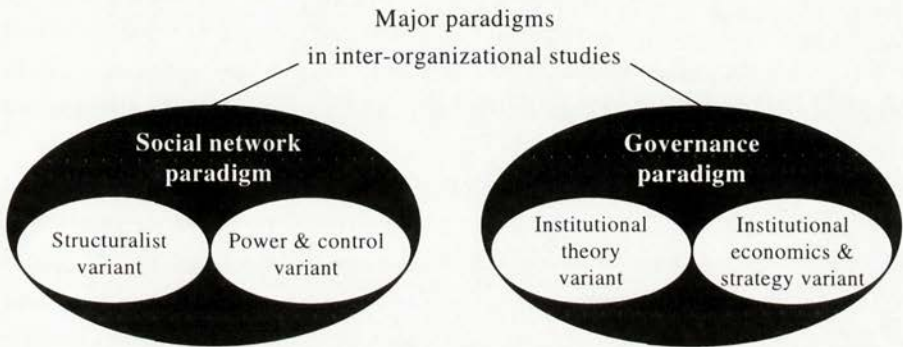 Major paradigms
in inter-organizational studies
Social network
paradigm
Structuralist
variant
Power & control
variant
Governance
paradigm
Institutional
theory
variant
Institutional
economics &
strategy variant